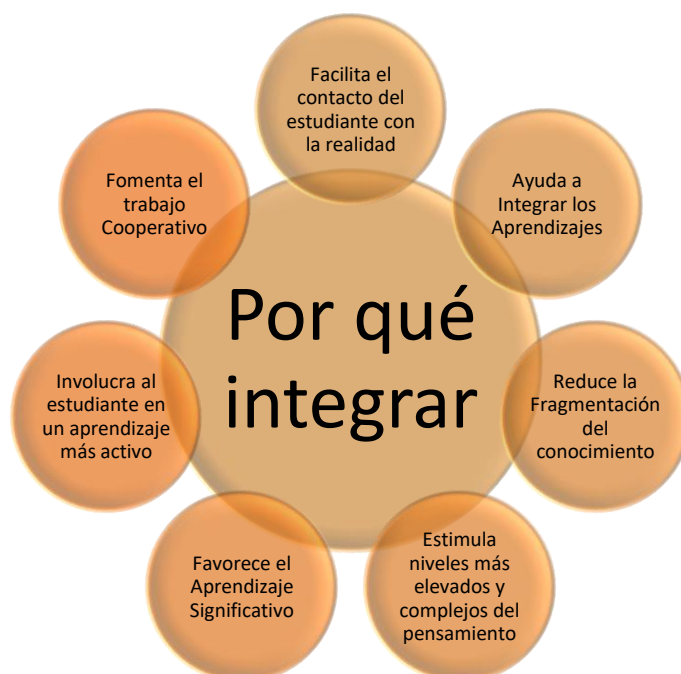 Por qué
integrar
Facilita el
contacto del
estudiante con
la realidad
Ayuda a
Integrar los
Aprendizajes
Reduce la
Fragmentación
del
conocimiento
Estimula
niveles más
elevados y
complejos del
pensamiento
Favorece el
Aprendizaje
Significativo
Involucra al
estudiante en
un aprendizaje
más activo
Fomenta el
trabajo
Cooperativo